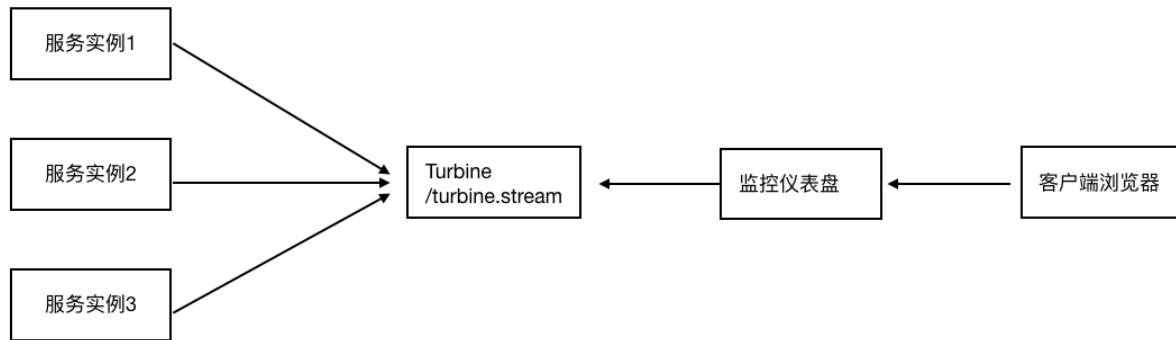 服务实例1
服务实例2
服务实例3
Turbine
/turbine.stream
监控仪表盘
客户端浏览器